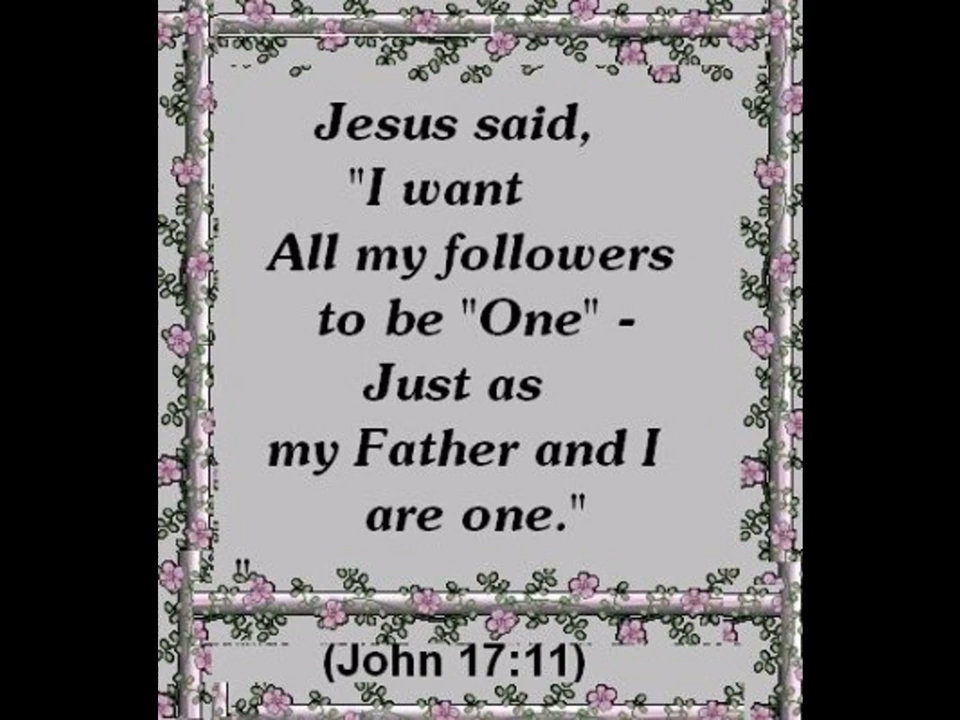 Jesus said,
"I want
All my followers
to be "One" -
Just as
my Father and I
are one."
"
(John 17:11)